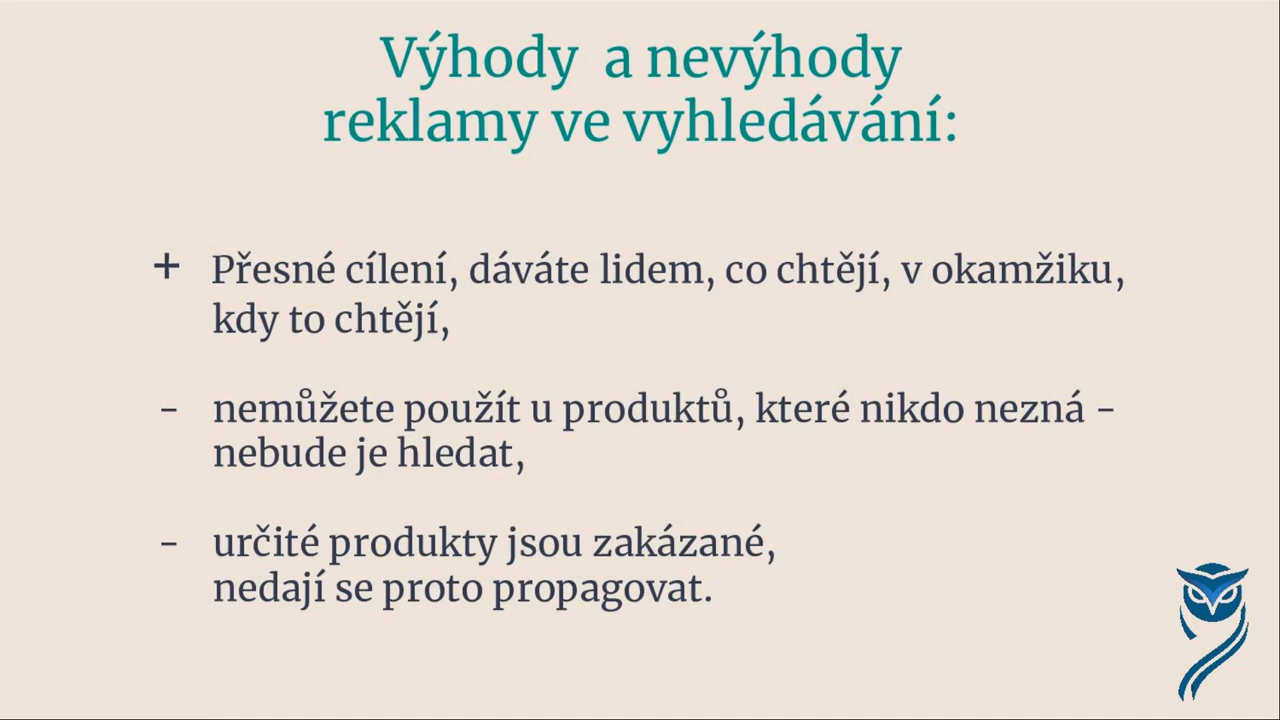 Výhody a nevýhody
reklamy ve vyhledávání:
+ Přesné cílení, dáváte lidem, co chtějí, v okamžiku,
kdy to chtějí,
- nemůžete použít u produktů, které nikdo nezná -
nebude je hledat,
- určité produkty jsou zakázané,
nedají se proto propagovat.